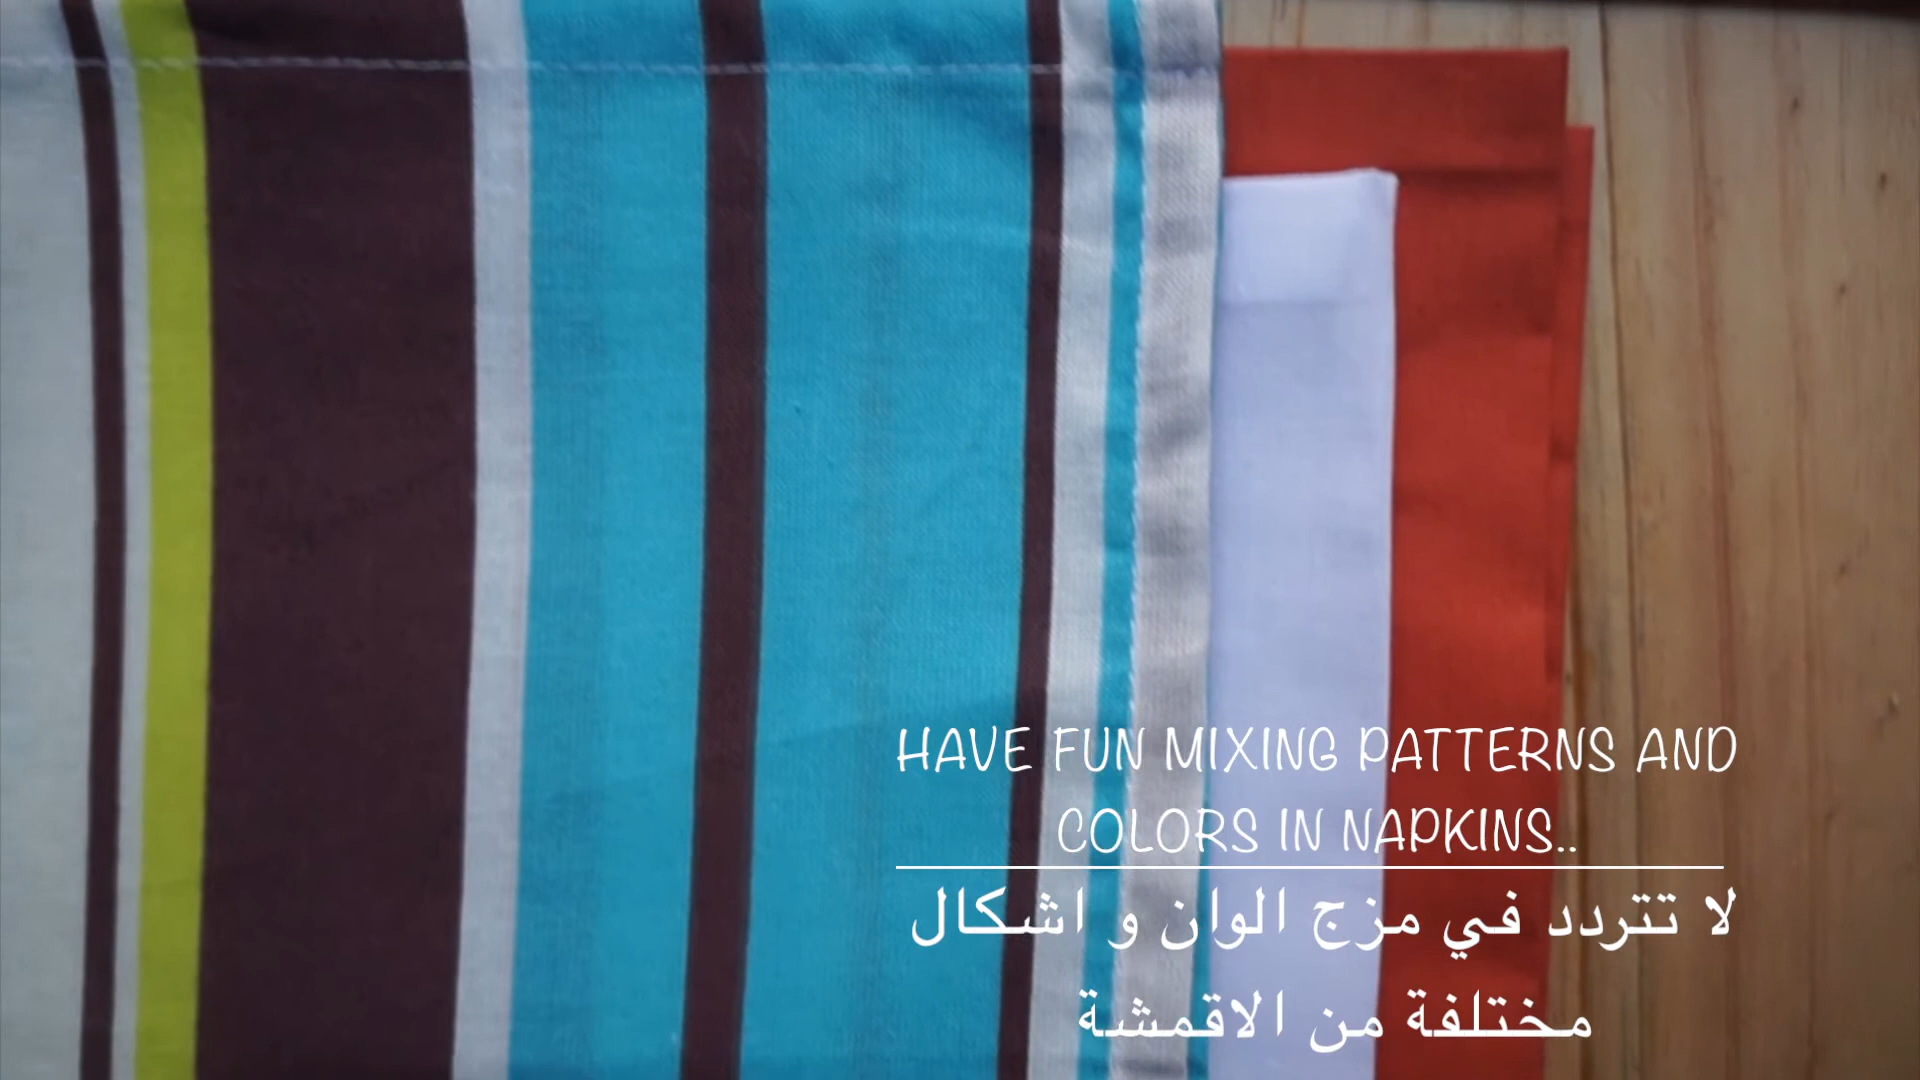 HAVE FUN MIXING PATTERNS AND
COLORS IN NAPKINS..
لا تتردد في مزج الوان و اشكال
مختلفة من الاقمشة